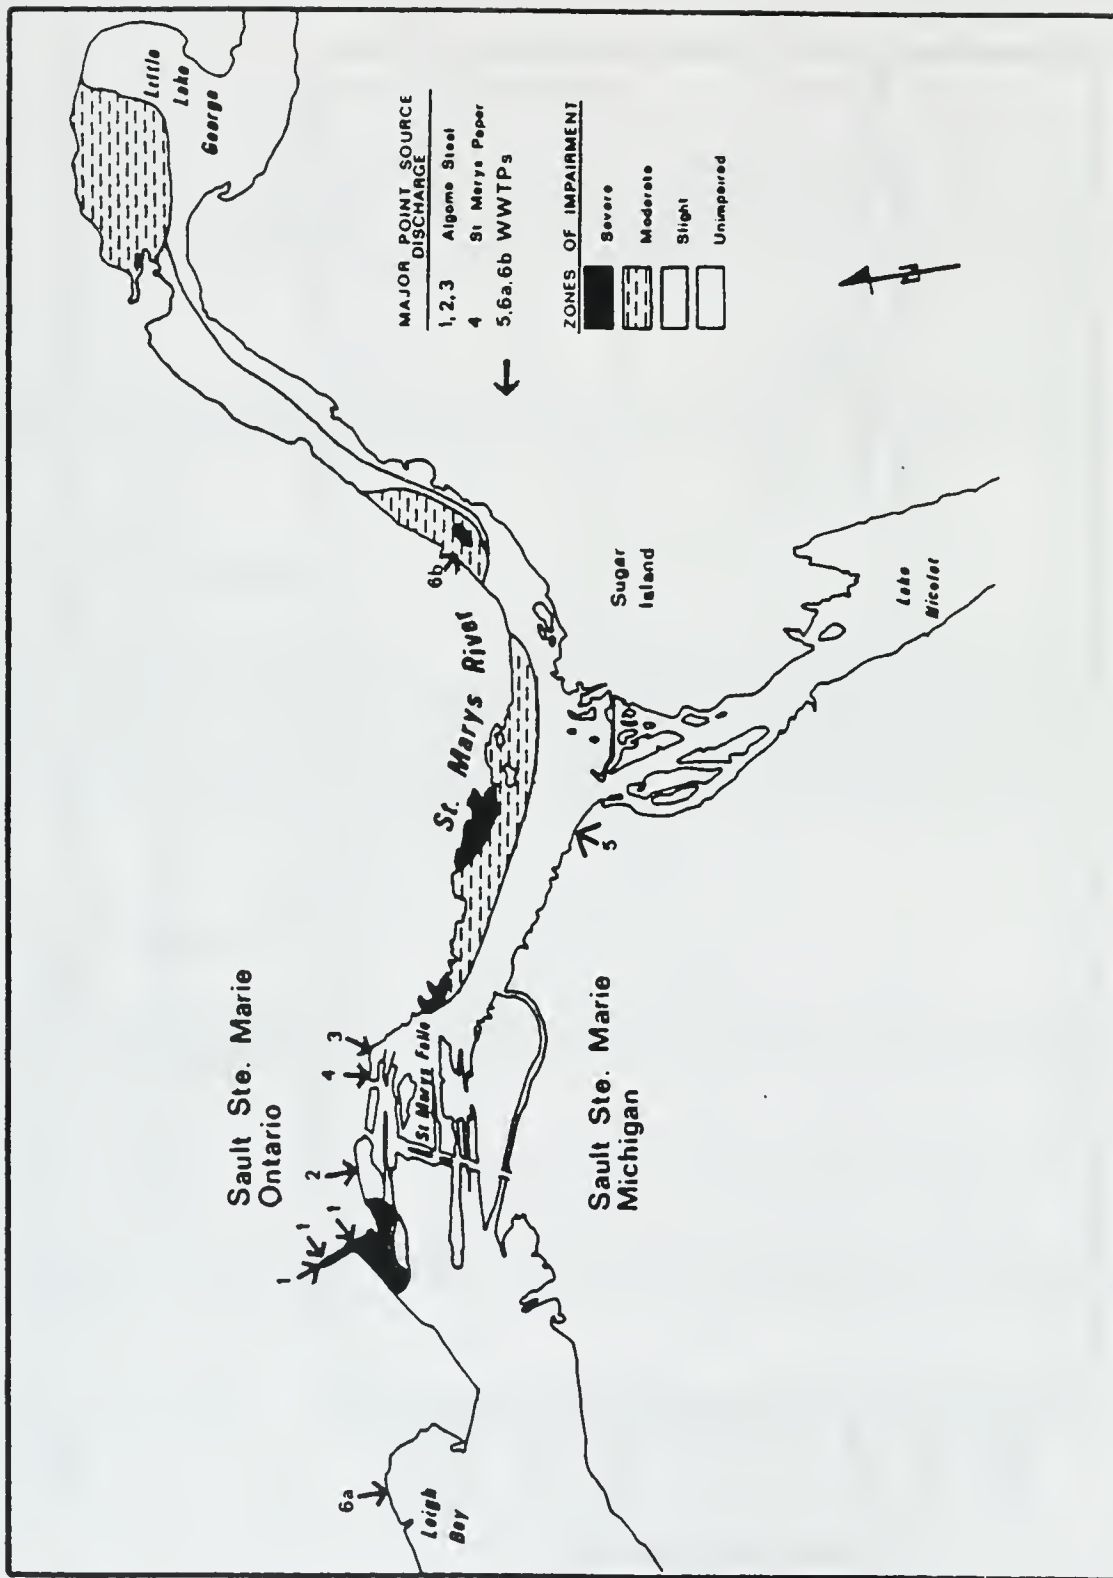 Sault Ste. Marie
Ontario
Sault Ste. Marie
Michigan
St. Marys River
St Marys Falls
Leigh
Bay
Sugar
Island
Lake
Nicolet
Little
Lake
George
1
1
1
2
3
4
5
6a
6b
MAJOR POINT SOURCE
DISCHARGE
1,2,3 Algoma Steel
4 St Marys Paper
5,6a,6b WWTPs
ZONES OF IMPAIRMENT
Severe
Moderate
Slight
Unimpaired
N